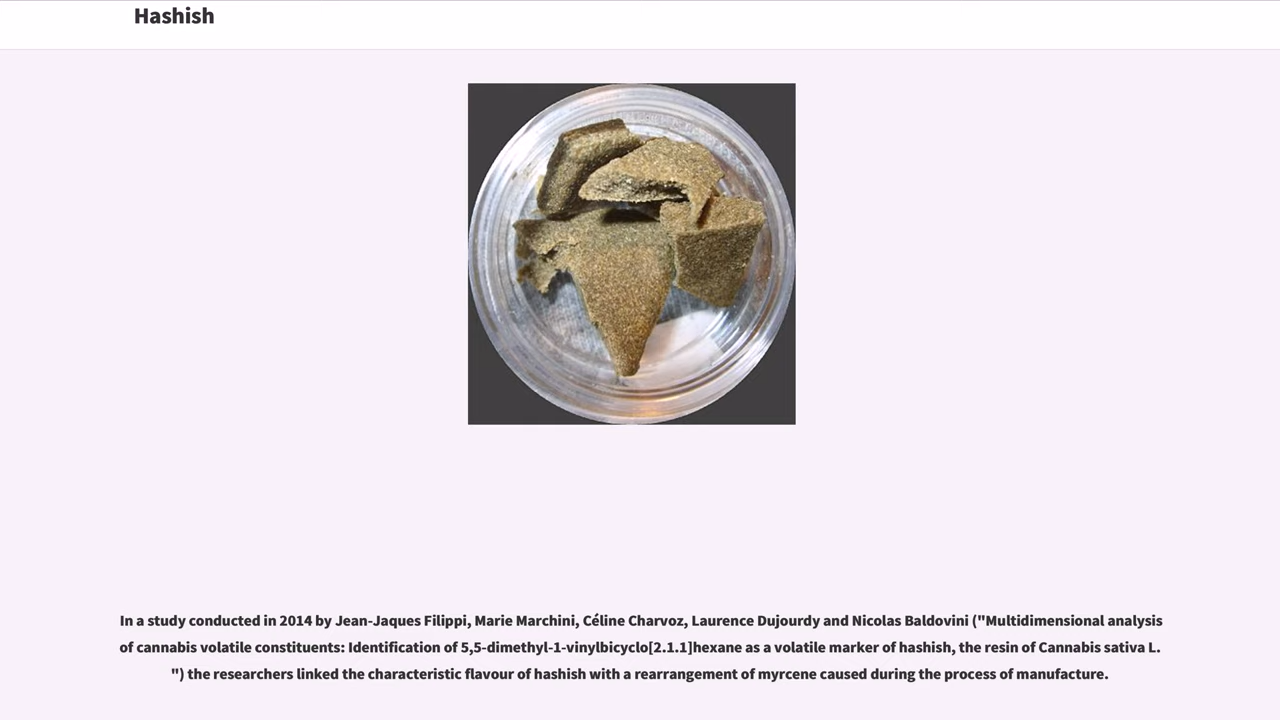 Hashish
In a study conducted in 2014 by Jean-Jaques Filippi, Marie Marchini, Céline Charvoz, Laurence Dujourdy and Nicolas Baldovini ("Multidimensional analysis
of cannabis volatile constituents: Identification of 5,5-dimethyl-1-vinylbicyclo[2.1.1]hexane as a volatile marker of hashish, the resin of Cannabis sativa L.
") the researchers linked the characteristic flavour of hashish with a rearrangement of myrcene caused during the process of manufacture.